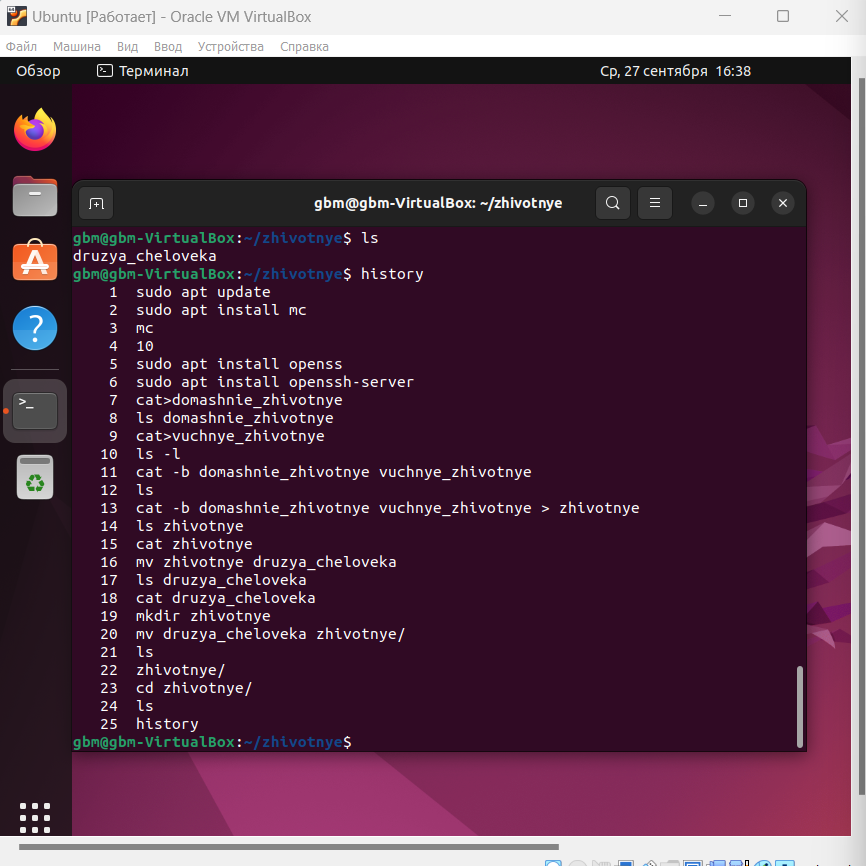 Ubuntu [Работает] - Oracle VM VirtualBox
Файл Машина Вид Ввод Устройства Справка
Обзор Терминал Ср, 27 сентября 16:38
gbm@gbm-VirtualBox: ~/zhivotnye
gbm@gbm-VirtualBox:~/zhivotnye$ ls
druzya_cheloveka
gbm@gbm-VirtualBox:~/zhivotnye$ history
1 sudo apt update
2 sudo apt install mc
3 mc
4 10
5 sudo apt install openss
6 sudo apt install openssh-server
7 cat>domashnie_zhivotnye
8 ls domashnie_zhivotnye
9 cat>vuchnye_zhivotnye
10 ls -l
11 cat -b domashnie_zhivotnye vuchnye_zhivotnye
12 ls
13 cat -b domashnie_zhivotnye vuchnye_zhivotnye > zhivotnye
14 ls zhivotnye
15 cat zhivotnye
16 mv zhivotnye druzya_cheloveka
17 ls druzya_cheloveka
18 cat druzya_cheloveka
19 mkdir zhivotnye
20 mv druzya_cheloveka zhivotnye/
21 ls
22 zhivotnye/
23 cd zhivotnye/
24 ls
25 history
gbm@gbm-VirtualBox:~/zhivotnye$